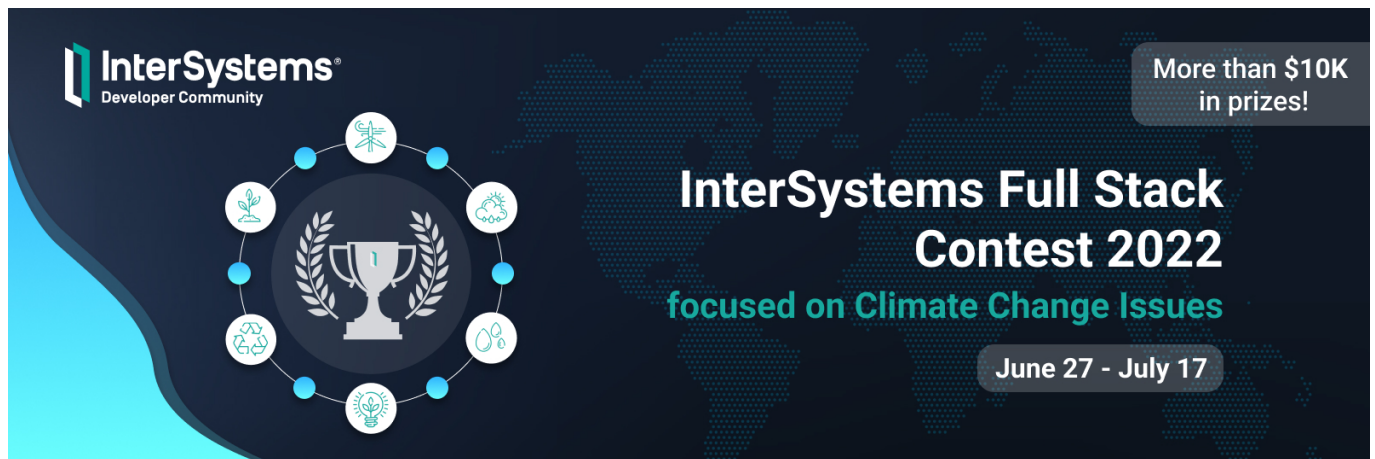 InterSystems®
Developer Community
More than $10K
in prizes!
InterSystems Full Stack
Contest 2022
focused on Climate Change Issues
June 27 - July 17